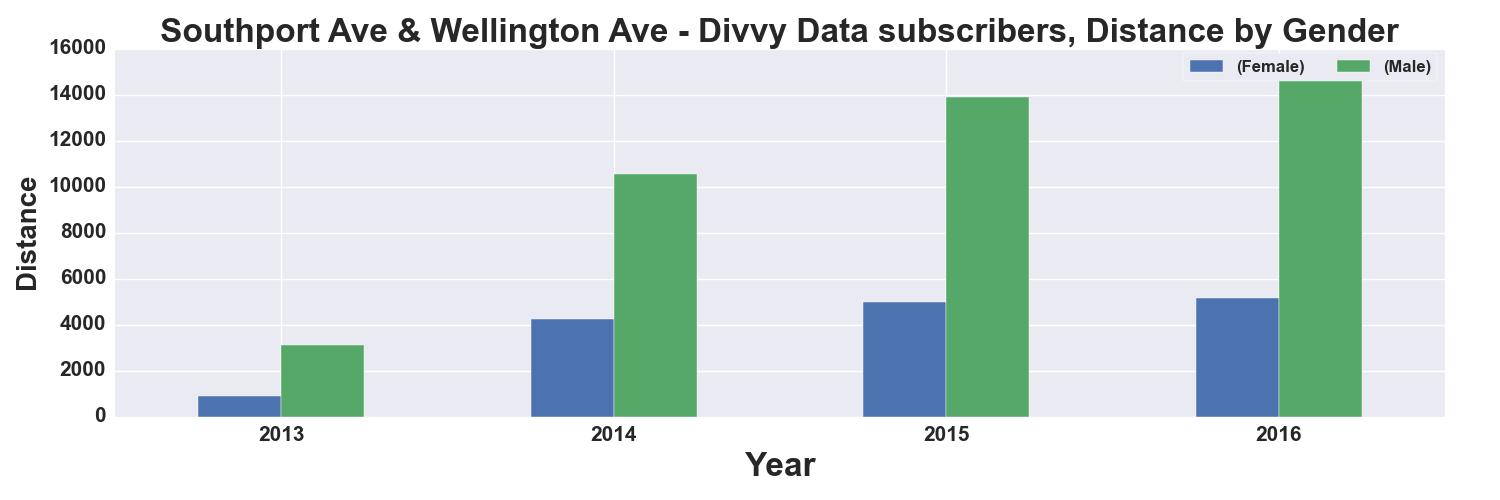 Southport Ave & Wellington Ave - Divvy Data subscribers, Distance by Gender
(Female) (Male)
16000
14000
12000
10000
8000
6000
4000
2000
0
Distance
2013 2014 2015 2016
Year